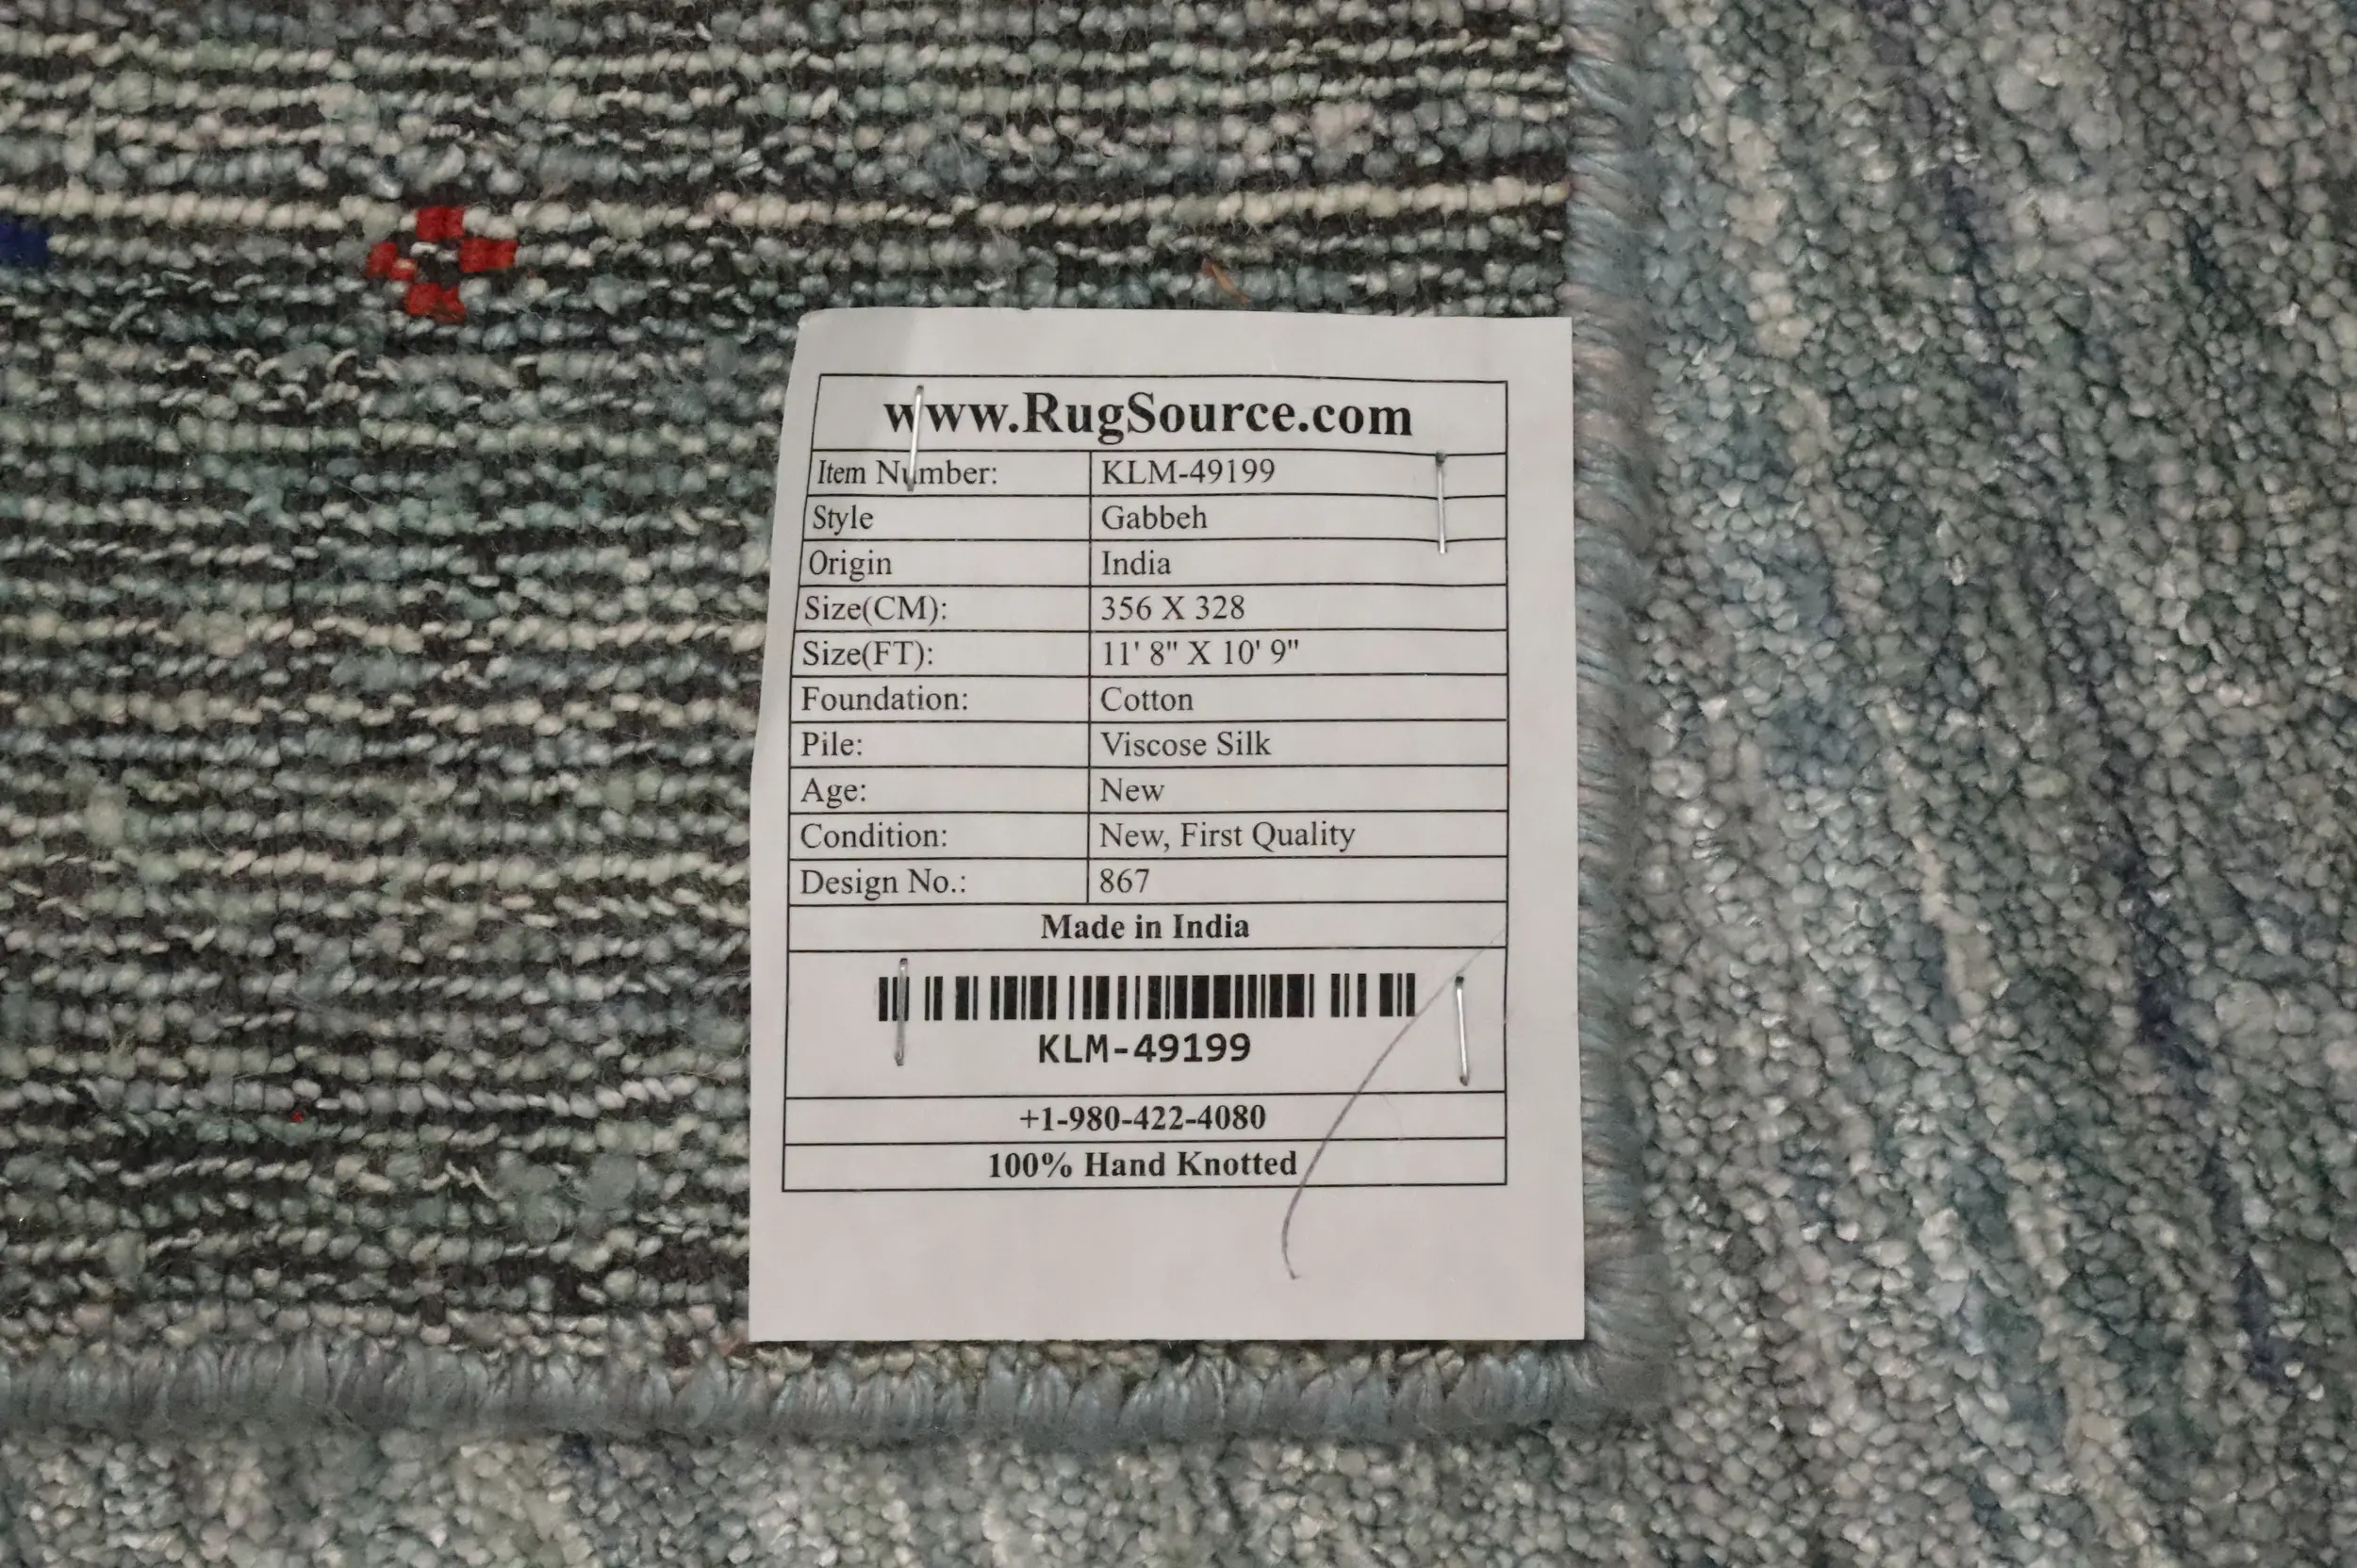 www.RugSource.com
Item Number: KLM-49199
Style Gabbeh
Origin India
Size(CM): 356 X 328
Size(FT): 11' 8" X 10' 9"
Foundation: Cotton
Pile: Viscose Silk
Age: New
Condition: New, First Quality
Design No.: 867
Made in India
KLM-49199
+1-980-422-4080
100% Hand Knotted